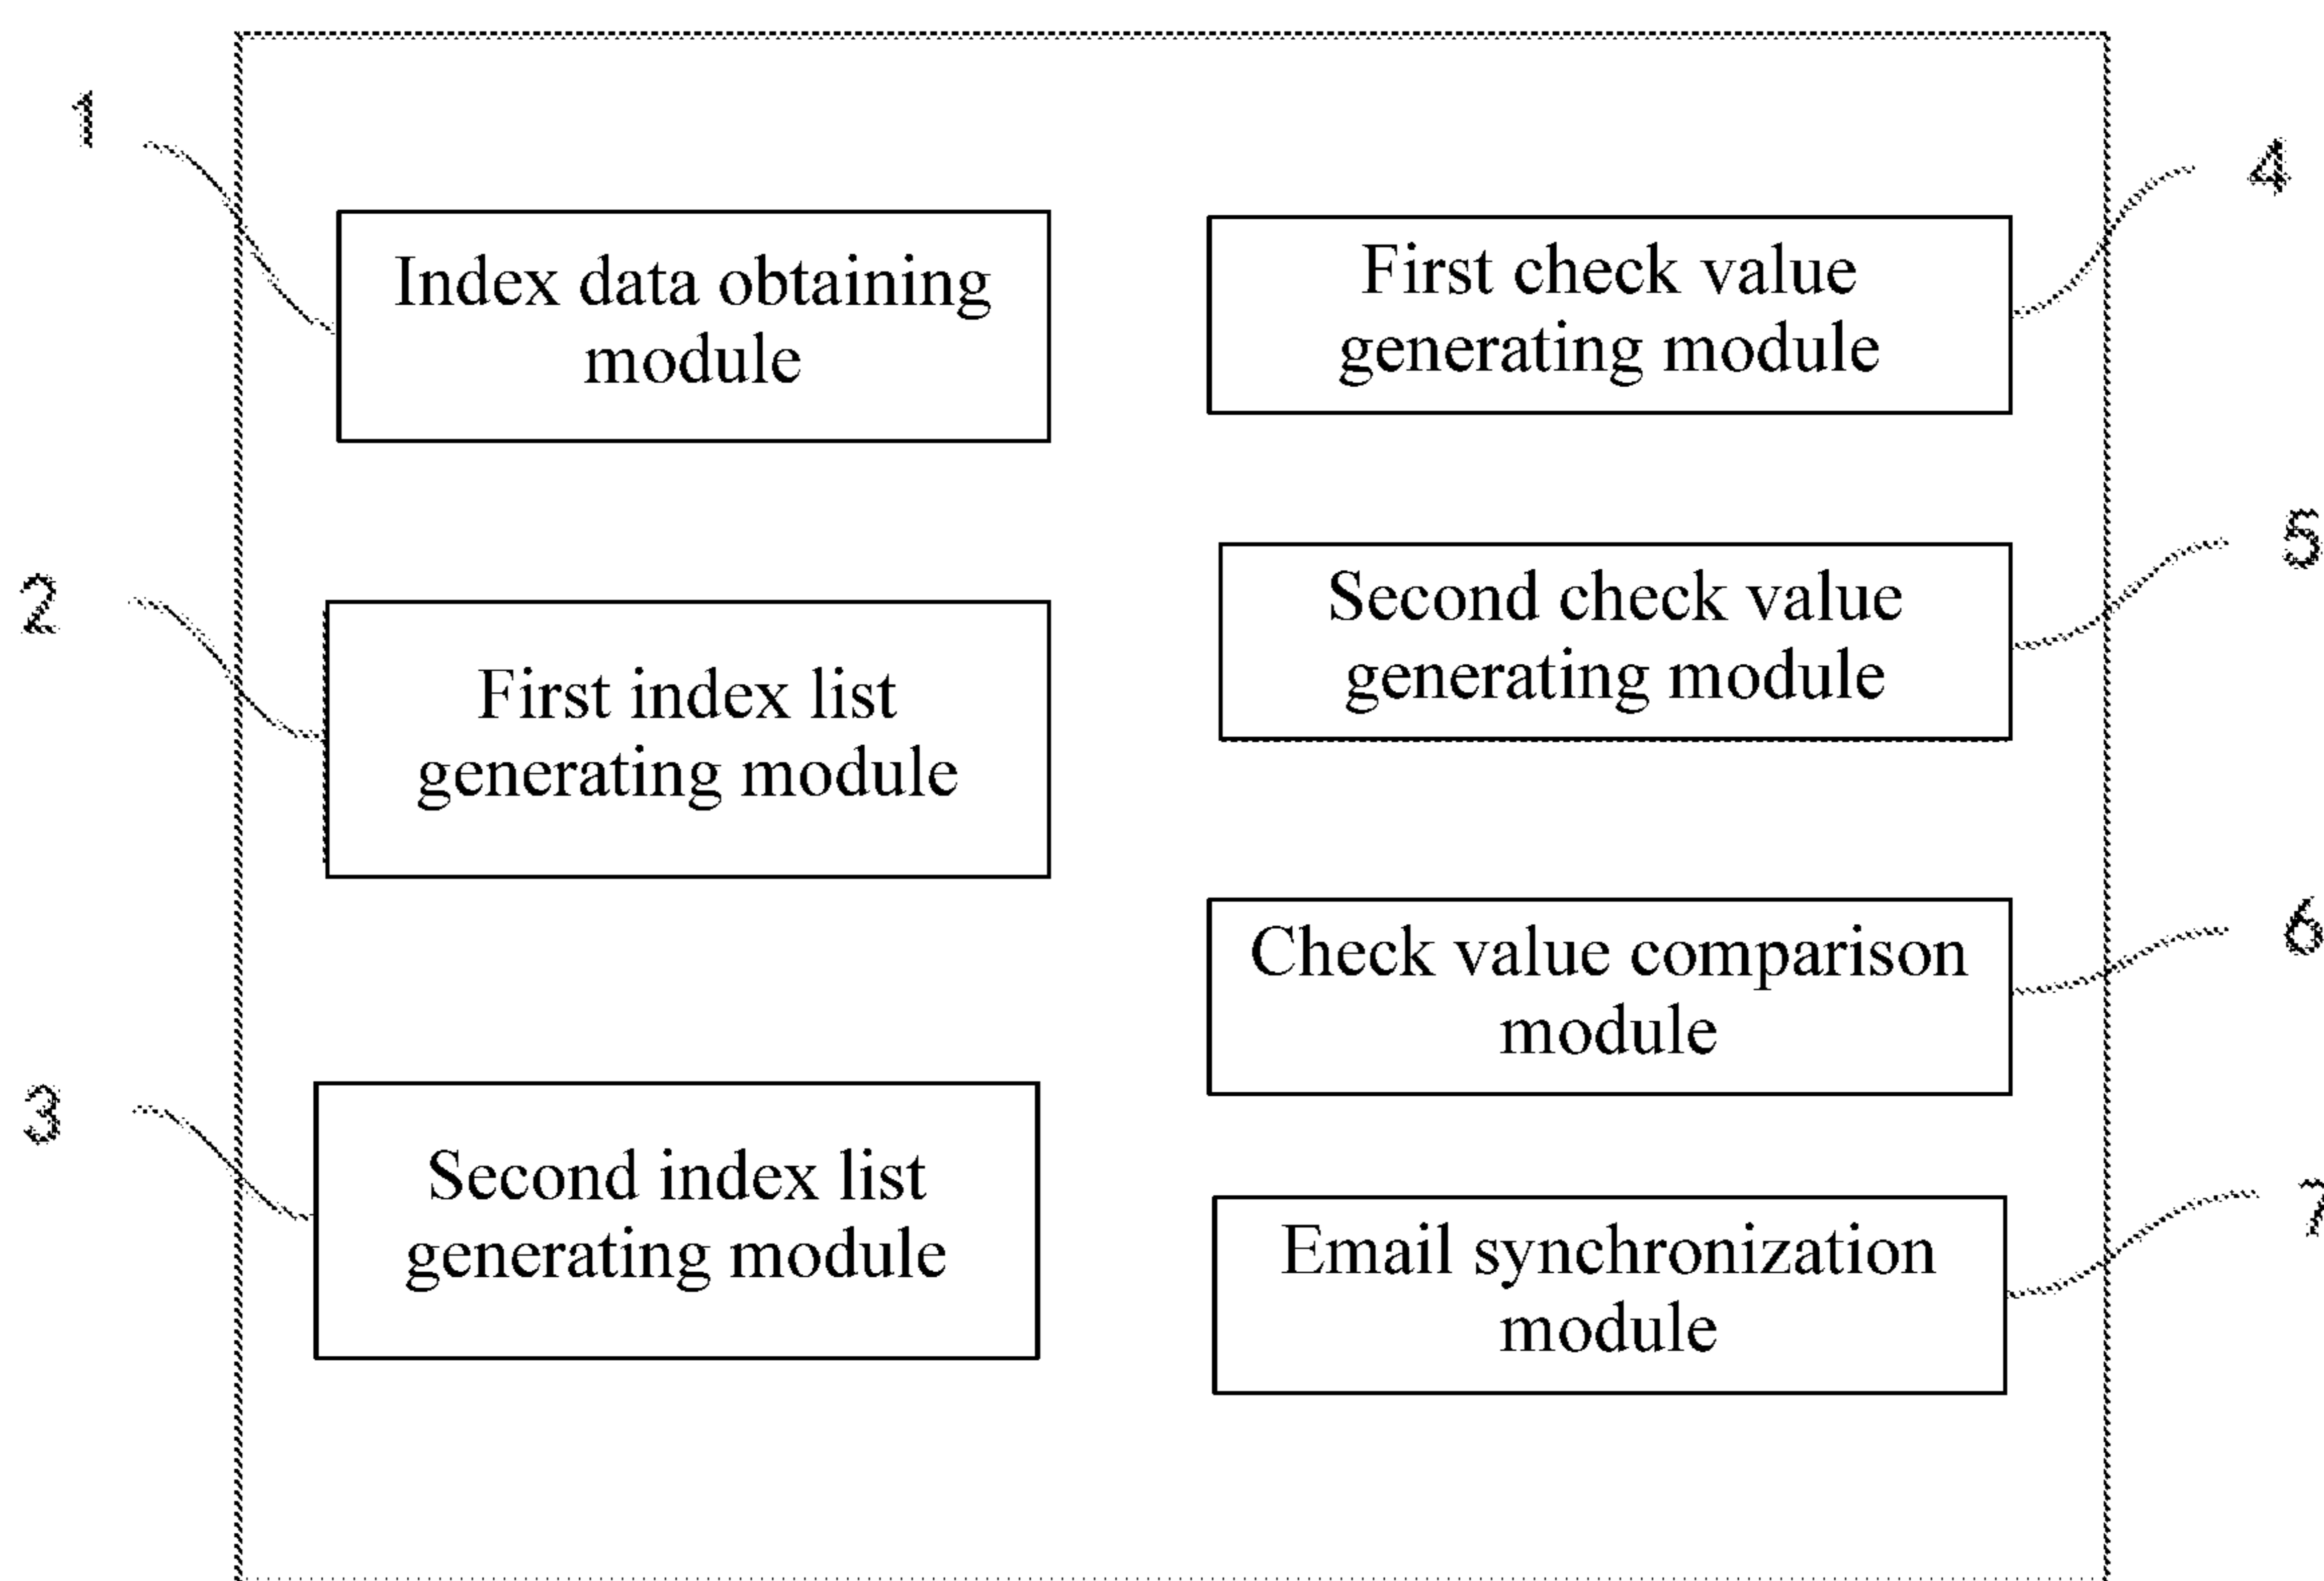 1
Index data obtaining
module
2
First index list
generating module
3
Second index list
generating module
4
First check value
generating module
5
Second check value
generating module
6
Check value comparison
module
7
Email synchronization
module